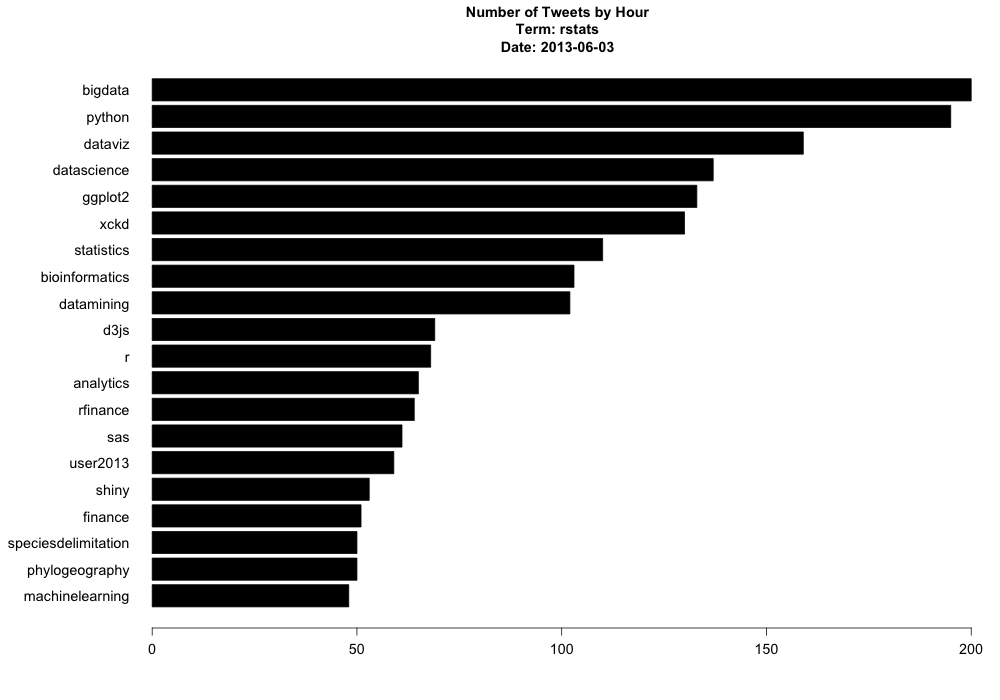 Number of Tweets by Hour
Term: rstats
Date: 2013-06-03
bigdata
python
dataviz
datascience
ggplot2
xckd
statistics
bioinformatics
datamining
d3js
r
analytics
rfinance
sas
user2013
shiny
finance
speciesdelimitation
phylogeography
machinelearning
0 50 100 150 200